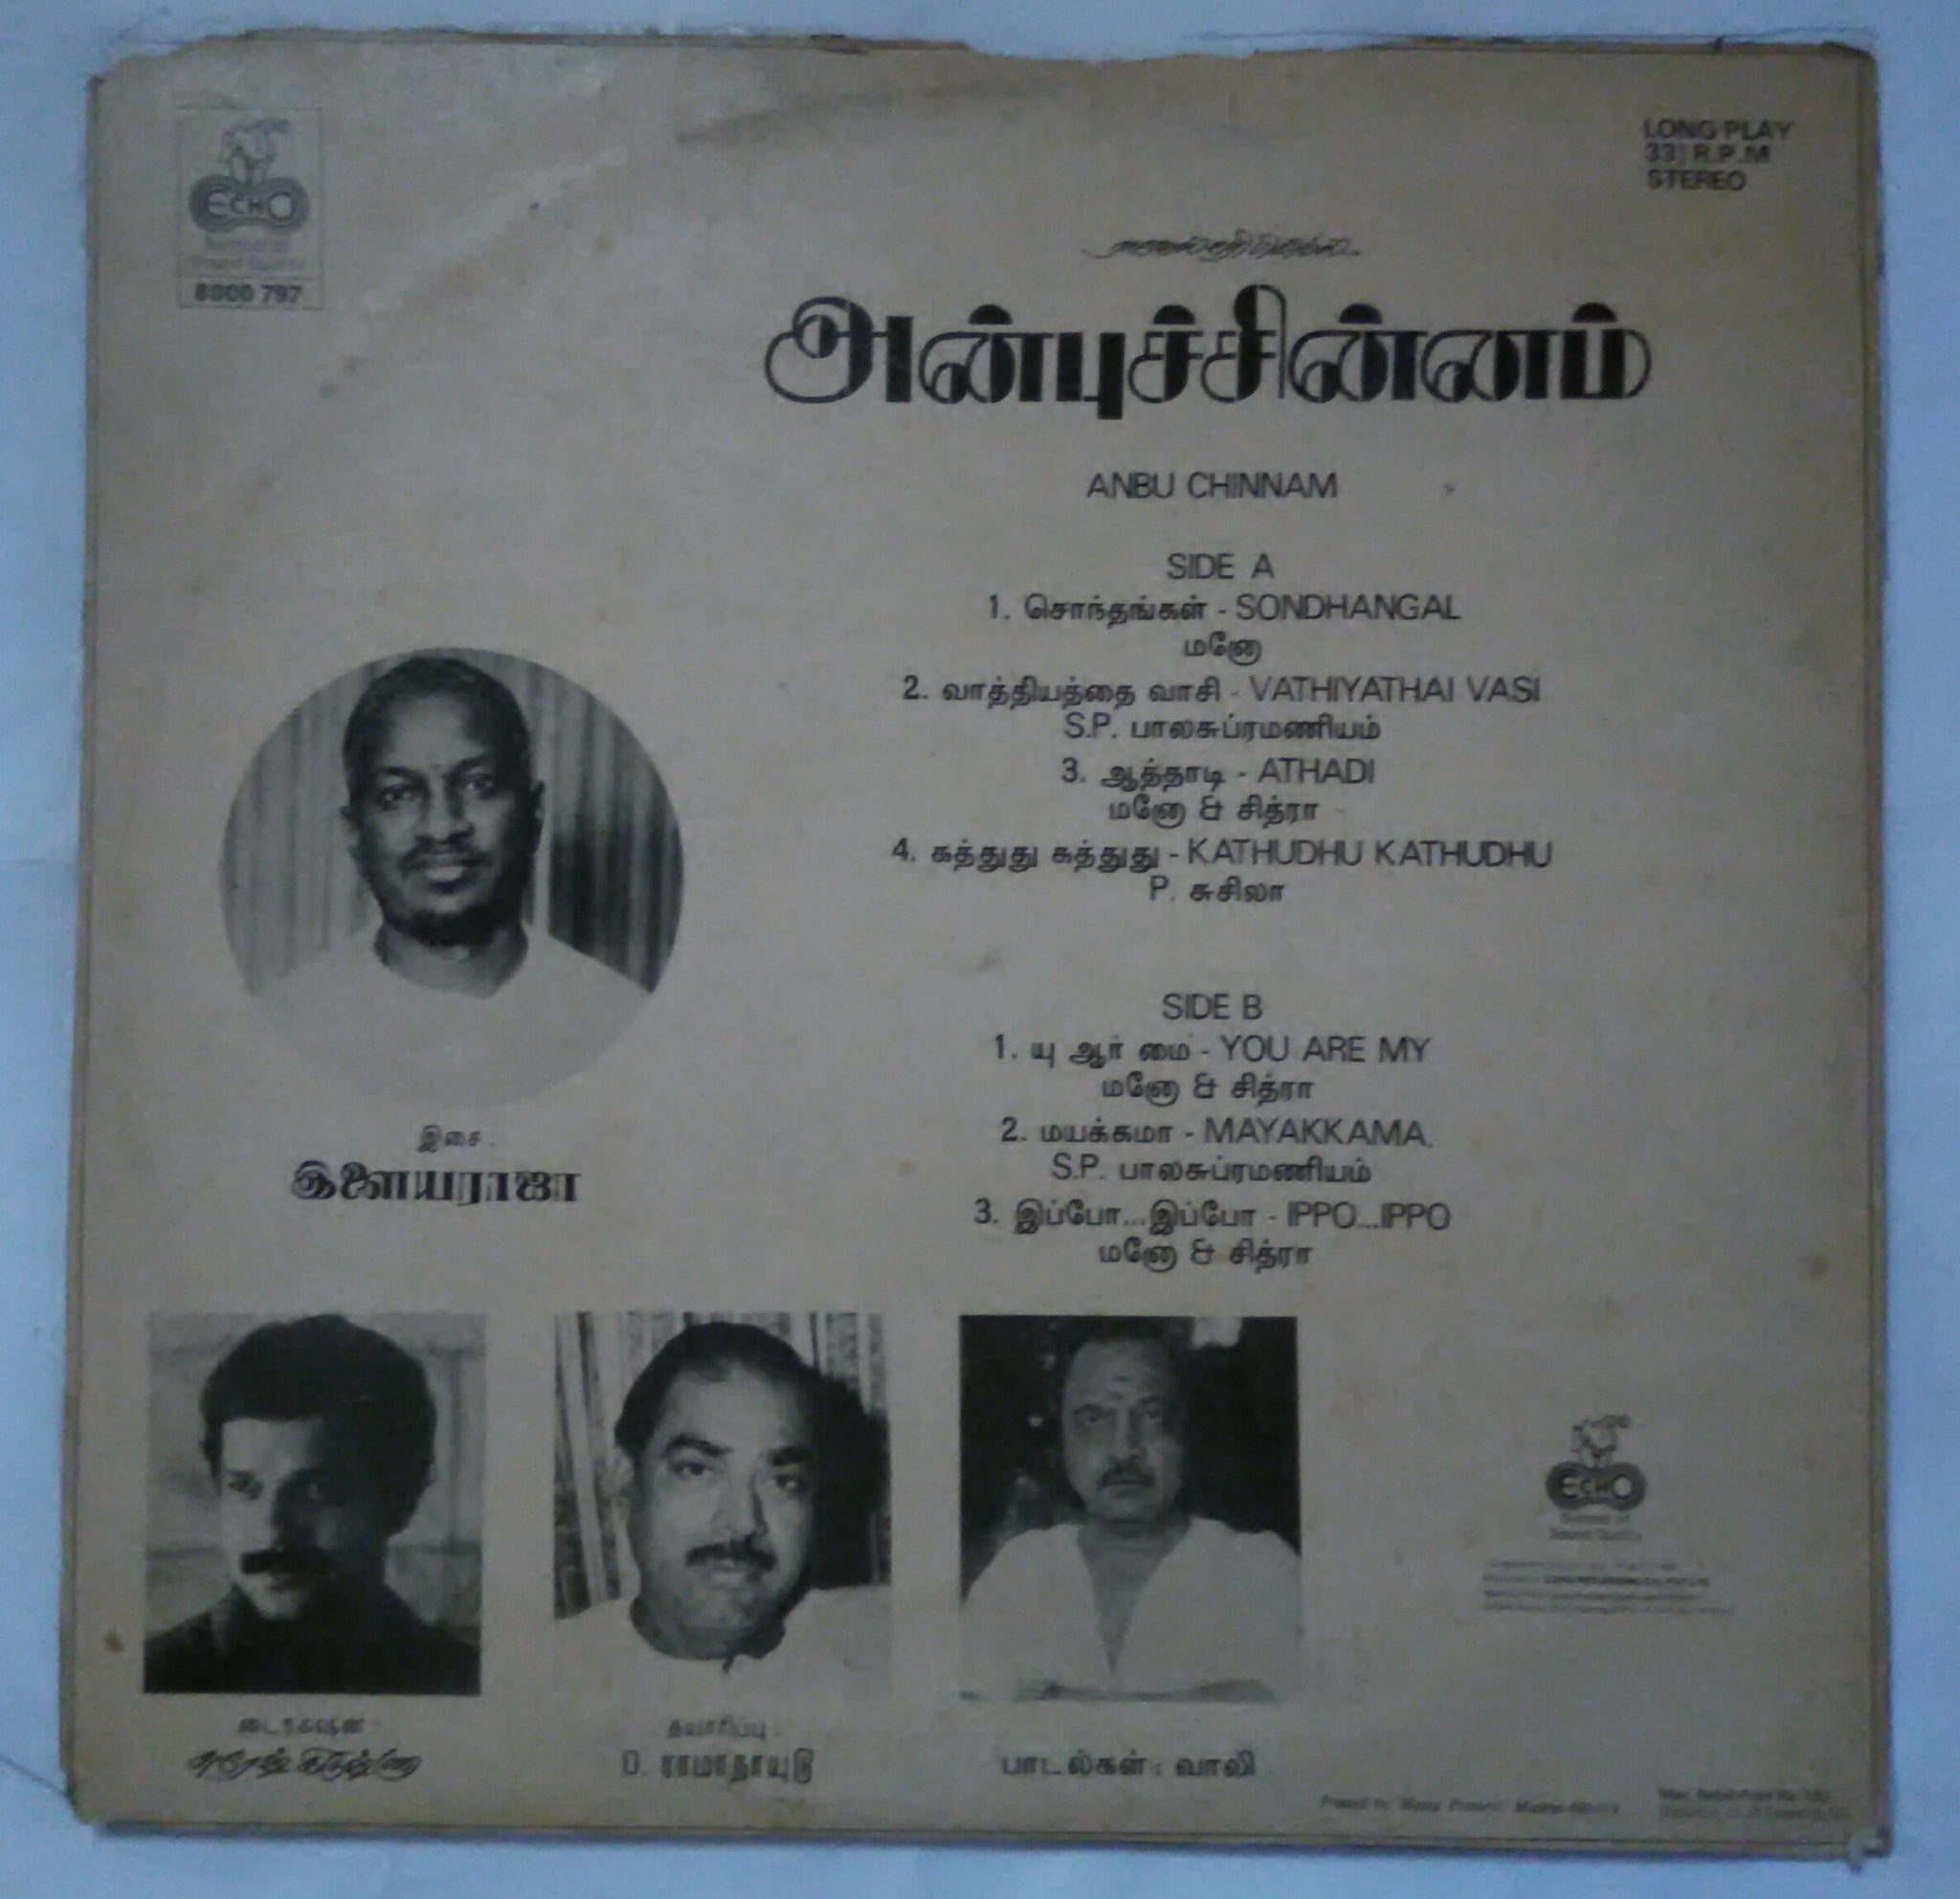 ECHO
8000 797
LONG PLAY
33⅓ R.P.M
STEREO
அன்புச்சின்னம்
ANBU CHINNAM
SIDE A
1. சொந்தங்கள் - SONDHANGAL
மனோ
2. வாத்தியத்தை வாசி - VATHIYATHAI VASI
S.P. பாலசுப்ரமணியம்
3. ஆத்தாடி - ATHADI
மனோ & சித்ரா
4. கத்துது கத்துது - KATHUDHU KATHUDHU
P. சுசிலா
SIDE B
1. யு ஆர் மை - YOU ARE MY
மனோ & சித்ரா
2. மயக்கமா - MAYAKKAMA
S.P. பாலசுப்ரமணியம்
3. இப்போ...இப்போ - IPPO...IPPO
மனோ & சித்ரா
இசை :
இளையராஜா
டைரக்ஷன் :
சுரேஷ் கிருஷ்ணா
தயாரிப்பு :
D. ராமாநாயுடு
பாடல்கள் : வாலி
ECHO